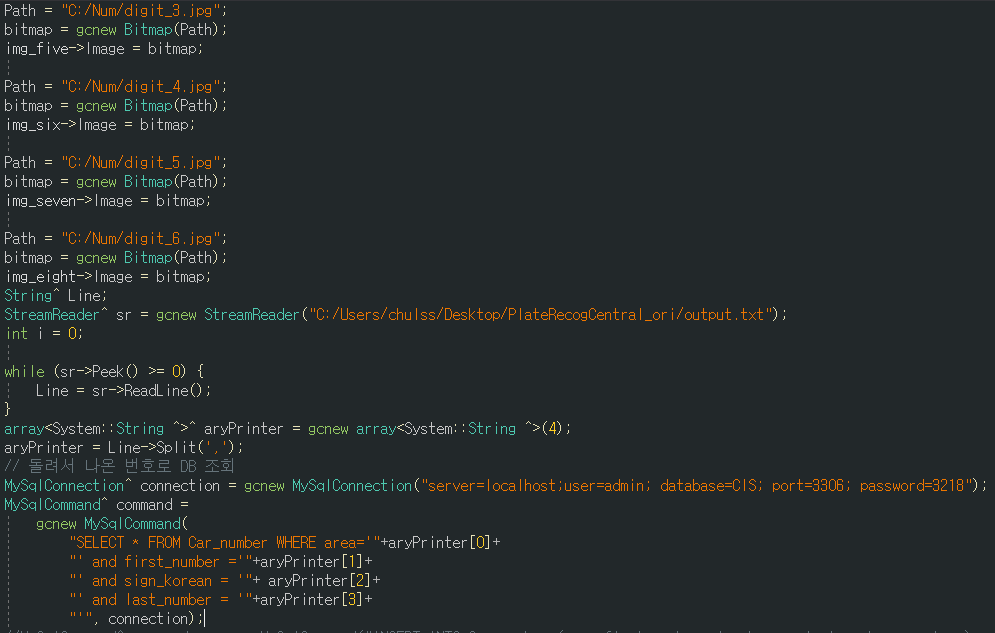 Path = "C:/Num/digit_3.jpg";
bitmap = gcnew Bitmap(Path);
img_five->Image = bitmap;
Path = "C:/Num/digit_4.jpg";
bitmap = gcnew Bitmap(Path);
img_six->Image = bitmap;
Path = "C:/Num/digit_5.jpg";
bitmap = gcnew Bitmap(Path);
img_seven->Image = bitmap;
Path = "C:/Num/digit_6.jpg";
bitmap = gcnew Bitmap(Path);
img_eight->Image = bitmap;
String^ Line;
StreamReader^ sr = gcnew StreamReader("C:/Users/chulss/Desktop/PlateRecogCentral_ori/output.txt");
int i = 0;
while (sr->Peek() >= 0) {
Line = sr->ReadLine();
}
array<System::String ^>^ aryPrinter = gcnew array<System::String ^>(4);
aryPrinter = Line->Split(',');
// 돌려서 나온 번호로 DB 조회
MySqlConnection^ connection = gcnew MySqlConnection("server=localhost;user=admin; database=CIS; port=3306; password=3218");
MySqlCommand^ command =
gcnew MySqlCommand(
"SELECT * FROM Car_number WHERE area='"+aryPrinter[0]+
"' and first_number ='"+aryPrinter[1]+
"' and sign_korean = '"+ aryPrinter[2]+
"' and last_number = '"+aryPrinter[3]+
"'", connection);